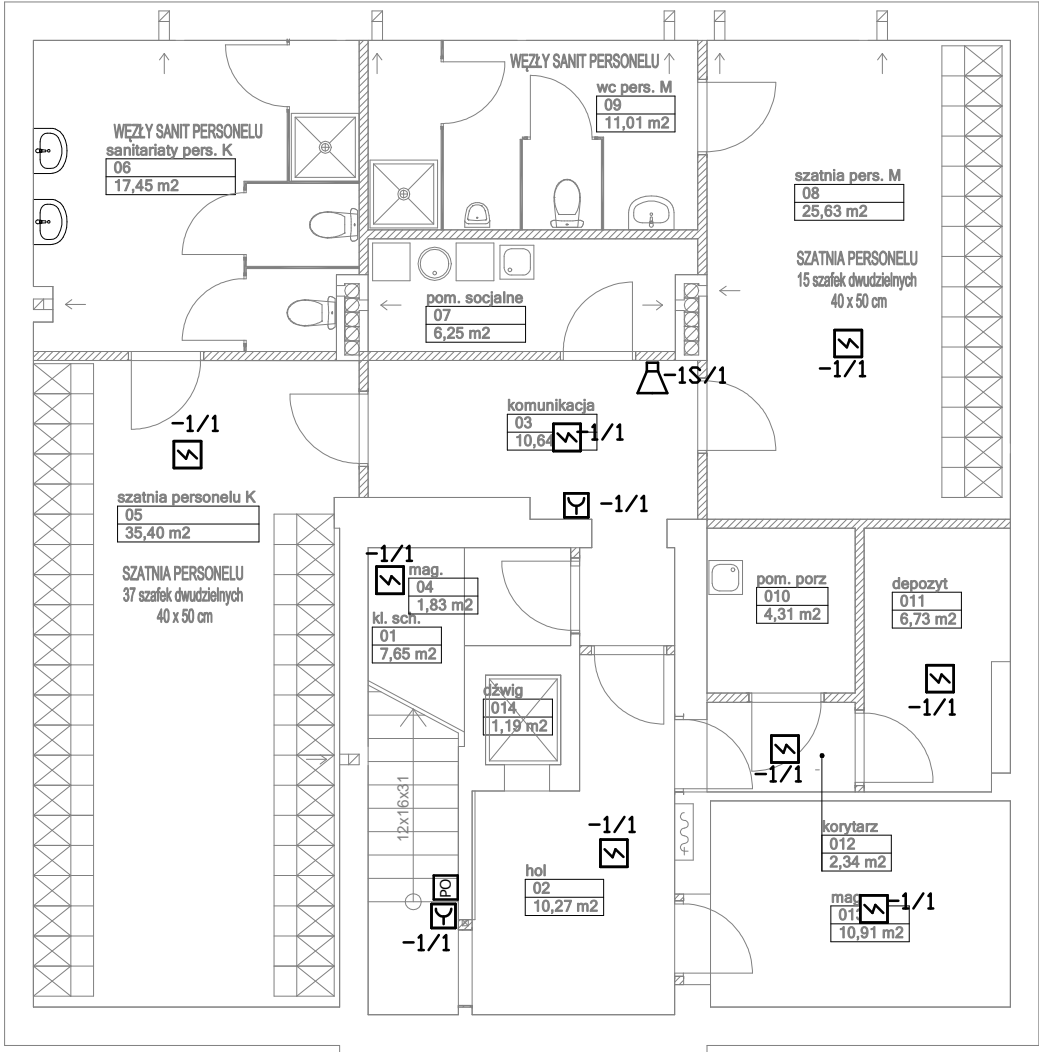 WĘZŁY SANIT PERSONELU
wc pers. M
09
11,01 m2
WĘZŁY SANIT PERSONELU
sanitariaty pers. K
06
17,45 m2
szatnia pers. M
08
25,63 m2
SZATNIA PERSONELU
15 szafek dwudzielnych
40 x 50 cm
-1/1
pom. socjalne
07
6,25 m2
-1S/1
komunikacja
03
10,64
-1/1
-1/1
-1/1
szatnia personelu K
05
35,40 m2
SZATNIA PERSONELU
37 szafek dwudzielnych
40 x 50 cm
-1/1
mag.
04
1,83 m2
kl. sch.
01
7,65 m2
pom. porz
010
4,31 m2
depozyt
011
6,73 m2
-1/1
dźwig
014
1,19 m2
-1/1
12x16x31
-1/1
korytarz
012
2,34 m2
hol
02
10,27 m2
PO
-1/1
mag
013
10,91 m2
-1/1